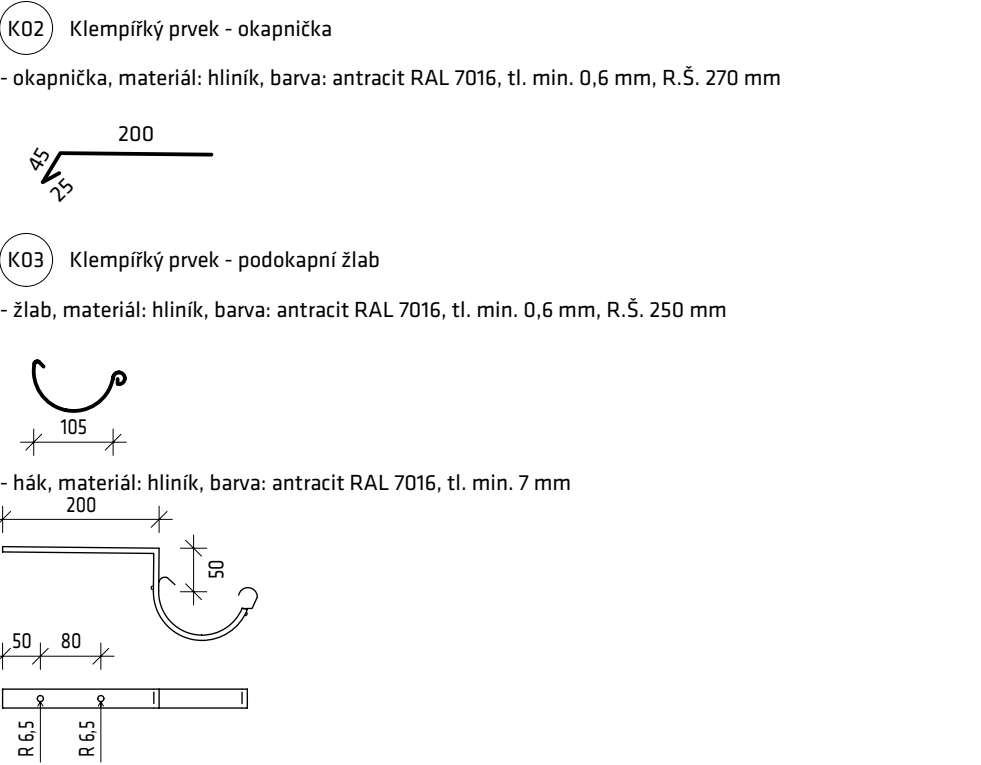 K02 Klempířký prvek - okapnička
- okapnička, materiál: hliník, barva: antracit RAL 7016, tl. min. 0,6 mm, R.Š. 270 mm
200
45
25
K03 Klempířký prvek - podokapní žlab
- žlab, materiál: hliník, barva: antracit RAL 7016, tl. min. 0,6 mm, R.Š. 250 mm
105
- hák, materiál: hliník, barva: antracit RAL 7016, tl. min. 7 mm
200
50
50 80
R 6,5 R 6,5